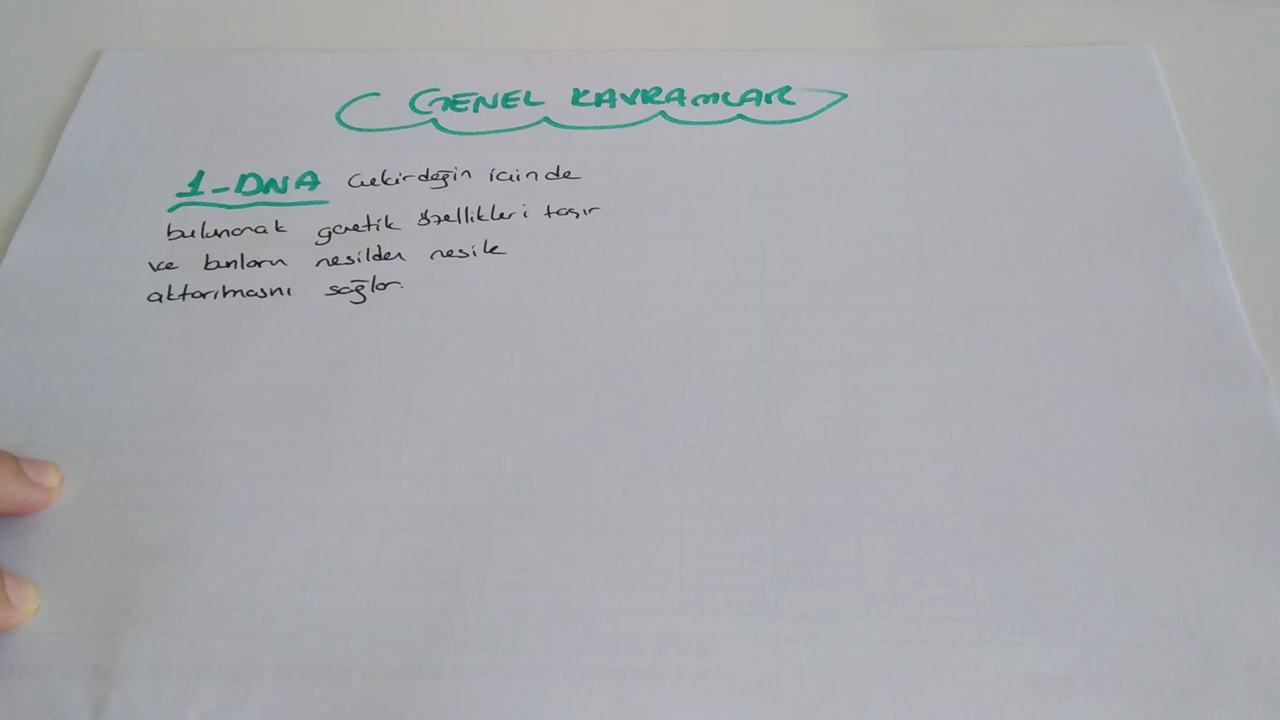 GENEL KAVRAMLAR
1-DNA Çekirdeğin içinde
bulunarak genetik özellikleri taşır
ve bunların nesilden nesile
aktarılmasını sağlar.